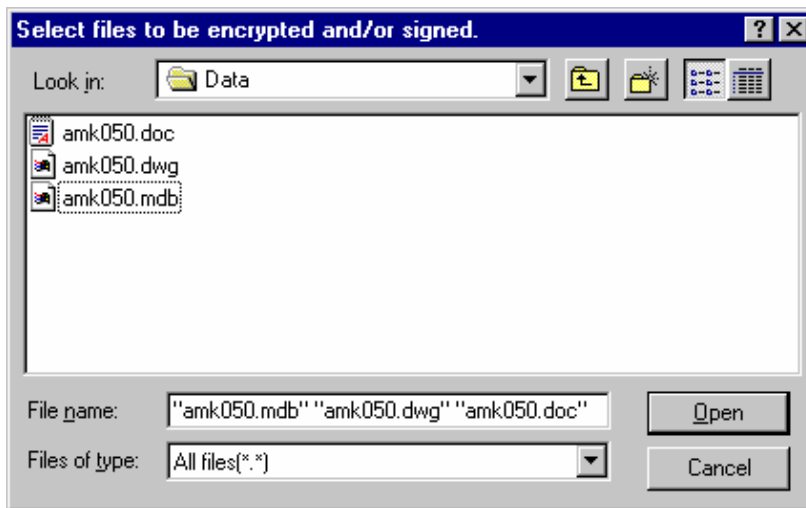 Select files to be encrypted and/or signed.
Look in: Data
amk050.doc
amk050.dwg
amk050.mdb
File name: "amk050.mdb" "amk050.dwg" "amk050.doc" Open
Files of type: All files(*.*) Cancel